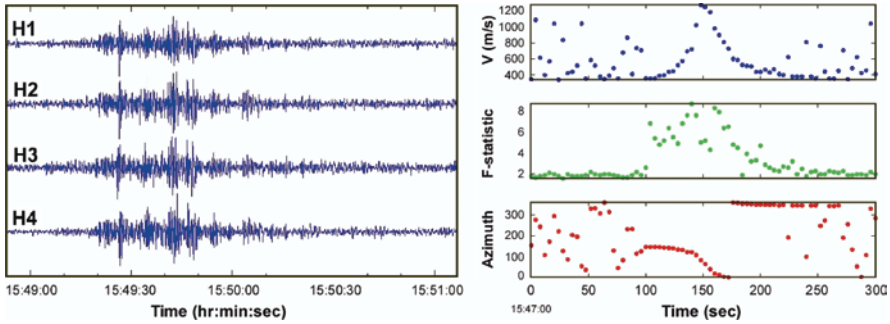 H1
H2
H3
H4
15:49:00 15:49:30 15:50:00 15:50:30 15:51:00
Time (hr:min:sec)
V (m/s)
1200
1000
800
600
400
F-statistic
8
6
4
2
Azimuth
300
200
100
0
0 50 100 150 200 250 300
15:47:00
Time (sec)